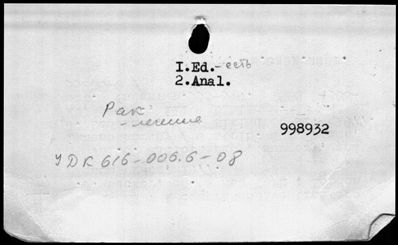 I.Ed.-есть
2.Anal.
Рак
-лечение
998932
УДК 616-006.6-08